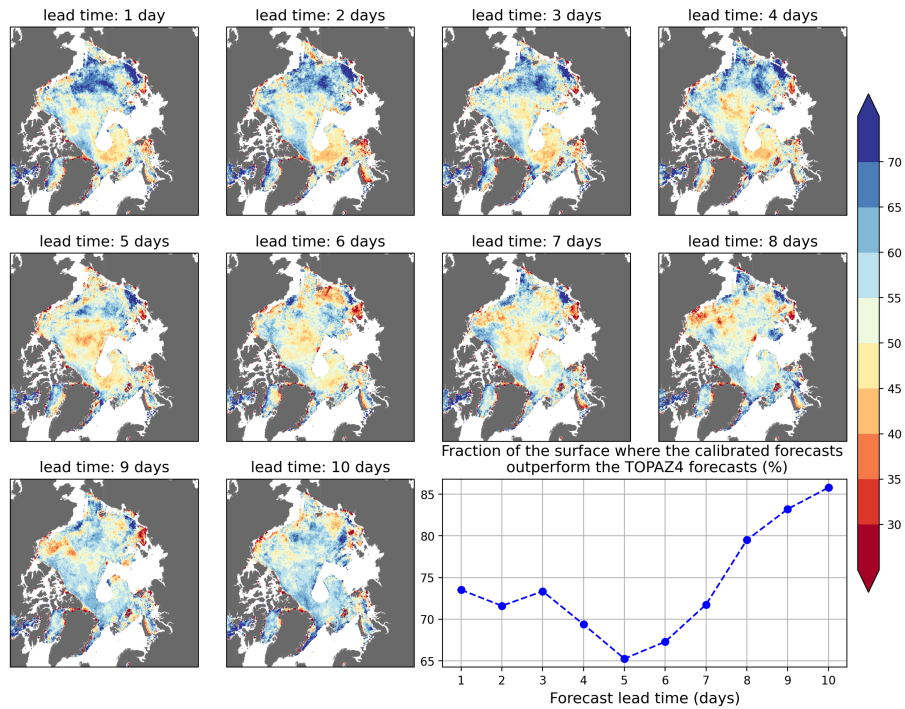 lead time: 1 day
lead time: 2 days
lead time: 3 days
lead time: 4 days
lead time: 5 days
lead time: 6 days
lead time: 7 days
lead time: 8 days
lead time: 9 days
lead time: 10 days
Fraction of the surface where the calibrated forecasts
outperform the TOPAZ4 forecasts (%)
85
80
75
70
65
1 2 3 4 5 6 7 8 9 10
Forecast lead time (days)
70
65
60
55
50
45
40
35
30